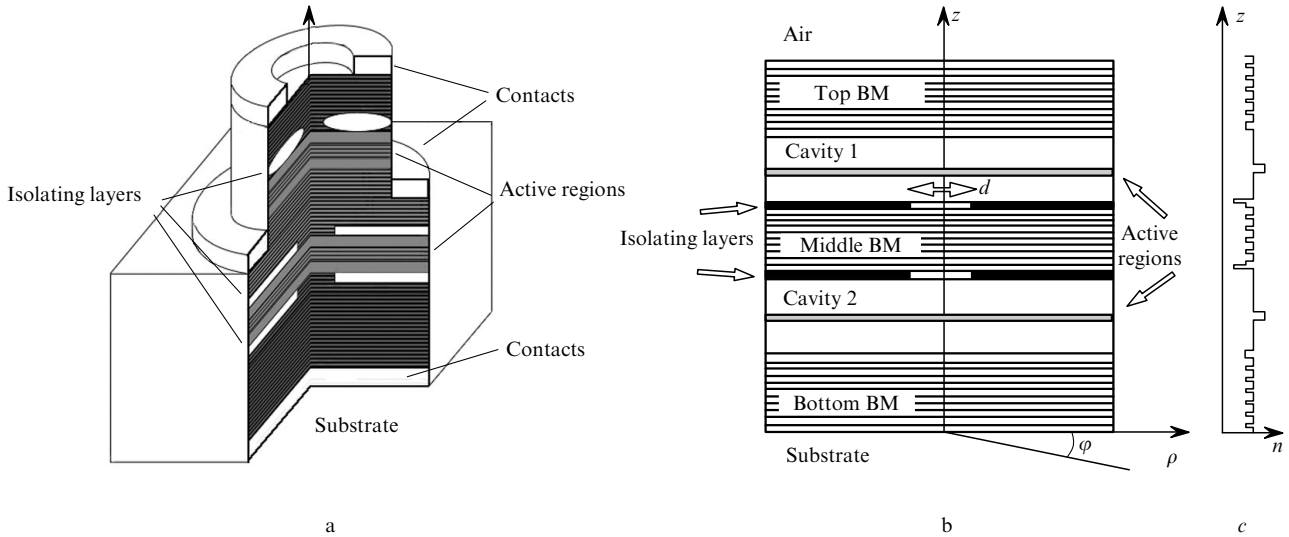 Contacts
Isolating layers
Active regions
Contacts
Substrate
a
z
Air
Top BM
Cavity 1
d
Isolating layers
Middle BM
Active
regions
Cavity 2
Bottom BM
Substrate
φ
ρ
b
z
n
c